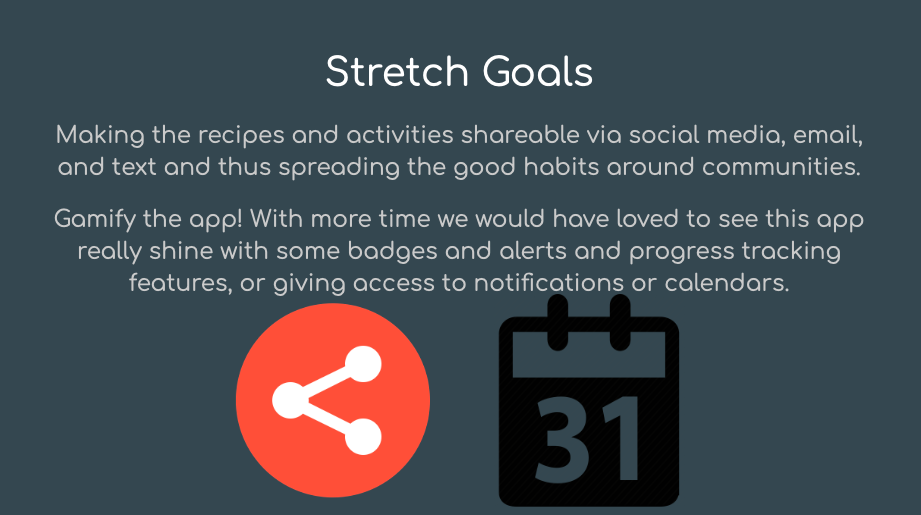 Stretch Goals
Making the recipes and activities shareable via social media, email,
and text and thus spreading the good habits around communities.
Gamify the app! With more time we would have loved to see this app
really shine with some badges and alerts and progress tracking
features, or giving access to notifications or calendars.
31